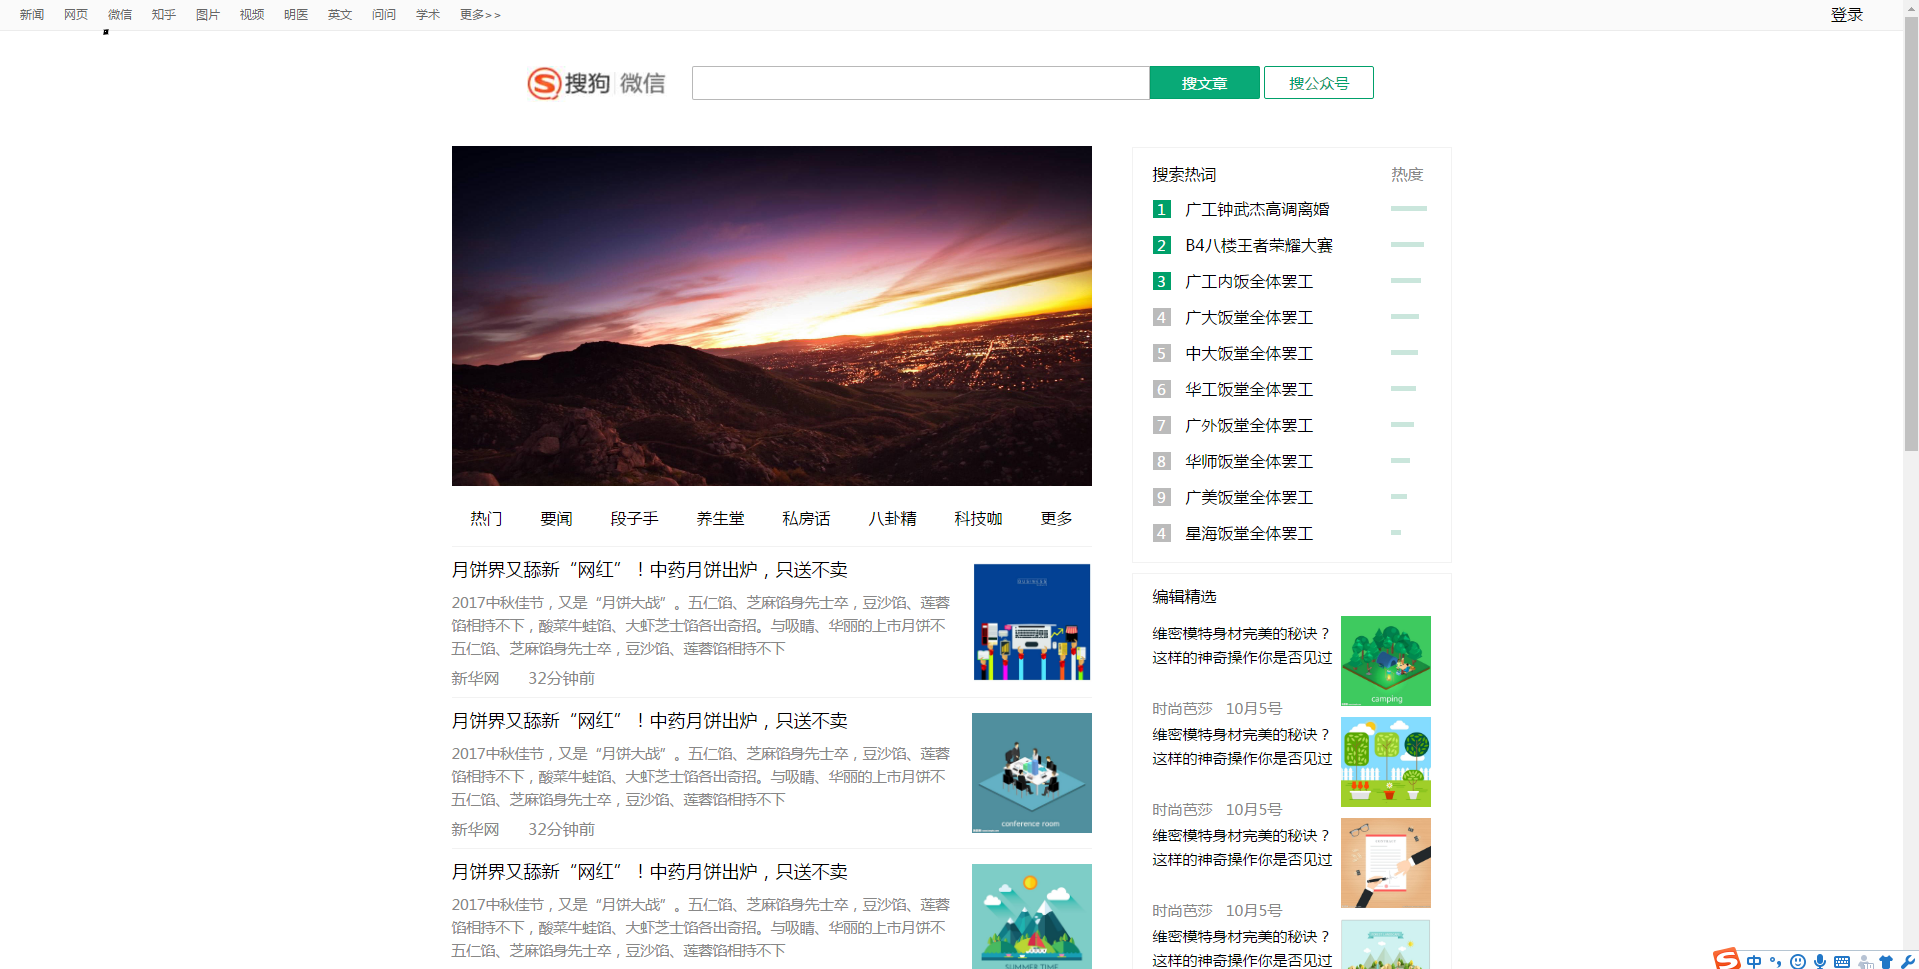 新闻 网页 微信 知乎 图片 视频 明医 英文 问问 学术 更多>>
登录
搜狗 微信
搜文章 搜公众号
热门 要闻 段子手 养生堂 私房话 八卦精 科技咖 更多
月饼界又舔新“网红”！中药月饼出炉，只送不卖
2017中秋佳节，又是“月饼大战”。五仁馅、芝麻馅身先士卒，豆沙馅、莲蓉
馅相持不下，酸菜牛蛙馅、大虾芝士馅各出奇招。与吸睛、华丽的上市月饼不
五仁馅、芝麻馅身先士卒，豆沙馅、莲蓉馅相持不下
新华网 32分钟前
月饼界又舔新“网红”！中药月饼出炉，只送不卖
2017中秋佳节，又是“月饼大战”。五仁馅、芝麻馅身先士卒，豆沙馅、莲蓉
馅相持不下，酸菜牛蛙馅、大虾芝士馅各出奇招。与吸睛、华丽的上市月饼不
五仁馅、芝麻馅身先士卒，豆沙馅、莲蓉馅相持不下
新华网 32分钟前
conference room
月饼界又舔新“网红”！中药月饼出炉，只送不卖
2017中秋佳节，又是“月饼大战”。五仁馅、芝麻馅身先士卒，豆沙馅、莲蓉
馅相持不下，酸菜牛蛙馅、大虾芝士馅各出奇招。与吸睛、华丽的上市月饼不
五仁馅、芝麻馅身先士卒，豆沙馅、莲蓉馅相持不下
SUMMER TIME
搜索热词 热度
1 广工钟武杰高调离婚
2 B4八楼王者荣耀大赛
3 广工内饭全体罢工
4 广大饭堂全体罢工
5 中大饭堂全体罢工
6 华工饭堂全体罢工
7 广外饭堂全体罢工
8 华师饭堂全体罢工
9 广美饭堂全体罢工
4 星海饭堂全体罢工
编辑精选
维密模特身材完美的秘诀？
这样的神奇操作你是否见过
camping
时尚芭莎 10月5号
维密模特身材完美的秘诀？
这样的神奇操作你是否见过
时尚芭莎 10月5号
维密模特身材完美的秘诀？
这样的神奇操作你是否见过
时尚芭莎 10月5号
维密模特身材完美的秘诀？
这样的神奇操作你是否见过
中